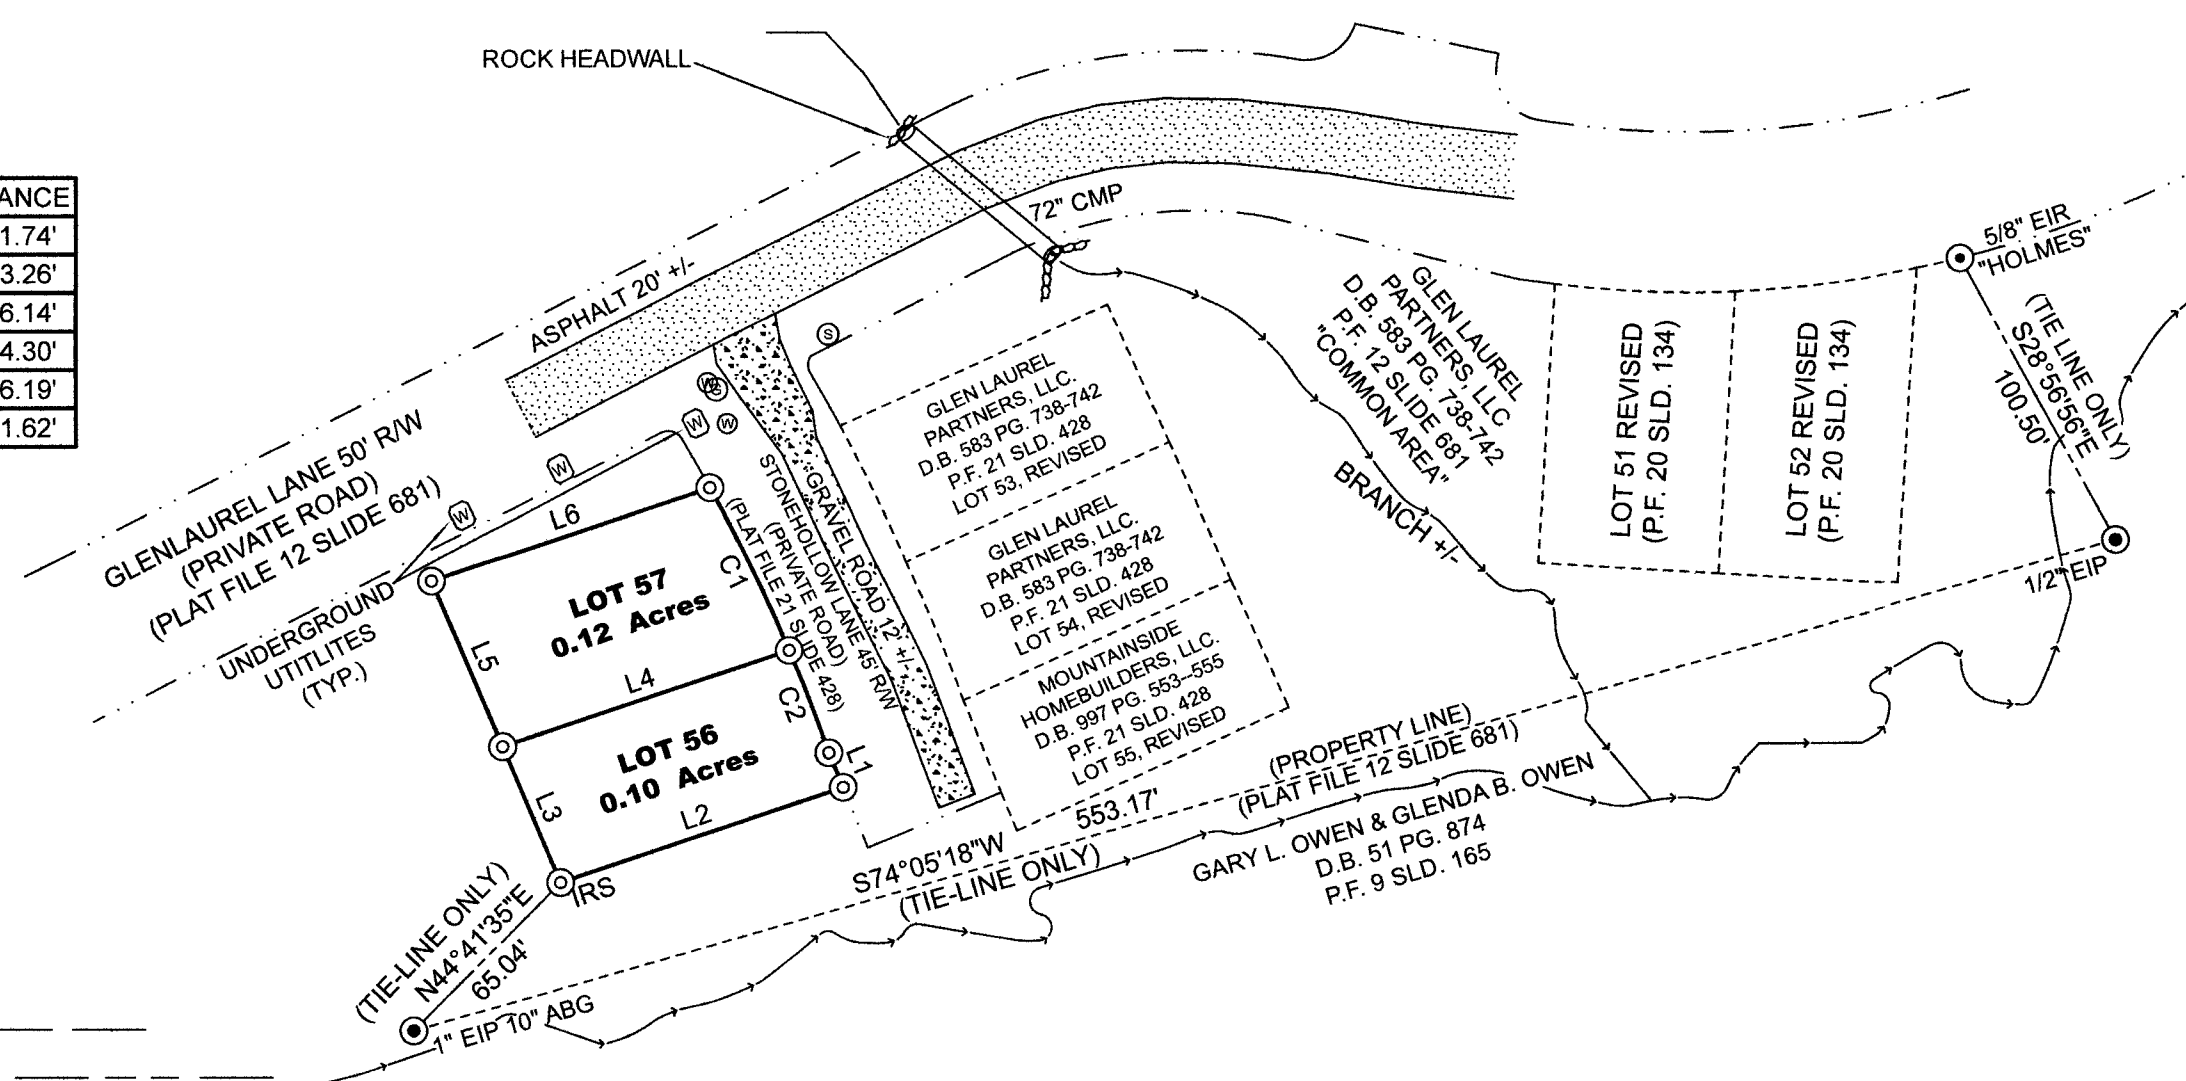 ROCK HEADWALL
72" CMP
ANCE
1.74'
3.26'
6.14'
4.30'
6.19'
1.62'
ASPHALT 20' +/-
GLENLAUREL LANE 50' R/W
(PRIVATE ROAD)
(PLAT FILE 12 SLIDE 681)
UNDERGROUND
UTITLITES
(TYP.)
W
W
W
W
W
S
S
L6
LOT 57
0.12 Acres
C1
L5
L4
LOT 56
0.10 Acres
C2
L1
L3
L2
IRS
GRAVEL ROAD 12' +/-
STONEHOLLOW LANE 45' R/W
(PRIVATE ROAD)
(PLAT FILE 21 SLIDE 428)
GLEN LAUREL
PARTNERS, LLC.
D.B. 583 PG. 738-742
P.F. 21 SLD. 428
LOT 53, REVISED
GLEN LAUREL
PARTNERS, LLC.
D.B. 583 PG. 738-742
P.F. 21 SLD. 428
LOT 54, REVISED
MOUNTAINSIDE
HOMEBUILDERS, LLC.
D.B. 997 PG. 553--555
P.F. 21 SLD. 428
LOT 55, REVISED
GLEN LAUREL
PARTNERS, LLC
D.B. 583 PG. 738-742
P.F. 12 SLIDE 681
"COMMON AREA"
BRANCH +/-
LOT 51 REVISED
(P.F. 20 SLD. 134)
LOT 52 REVISED
(P.F. 20 SLD. 134)
5/8" EIR
"HOLMES"
(TIE LINE ONLY)
S28°56'56"E
100.50'
1/2" EIP
(PROPERTY LINE)
(PLAT FILE 12 SLIDE 681)
553.17'
S74°05'18"W
(TIE-LINE ONLY)
GARY L. OWEN & GLENDA B. OWEN
D.B. 51 PG. 874
P.F. 9 SLD. 165
(TIE-LINE ONLY)
N44°41'35"E
65.04'
1" EIP 10" ABG